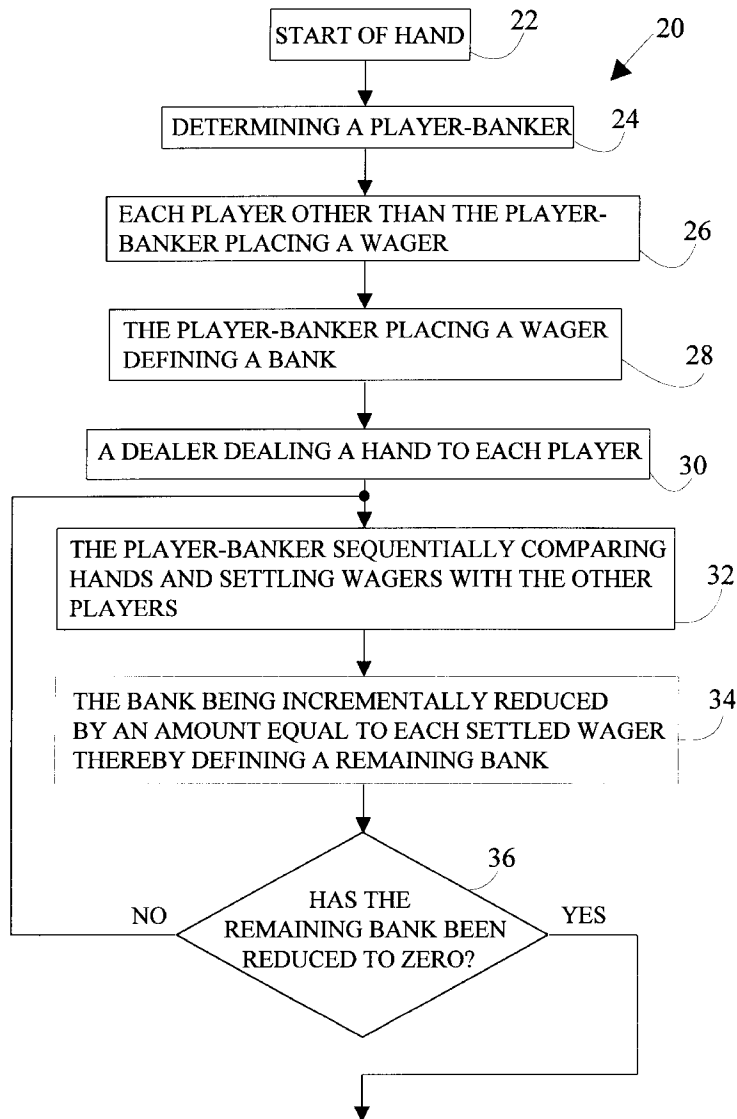 START OF HAND
22
20
DETERMINING A PLAYER-BANKER
24
EACH PLAYER OTHER THAN THE PLAYER-
BANKER PLACING A WAGER
26
THE PLAYER-BANKER PLACING A WAGER
DEFINING A BANK
28
A DEALER DEALING A HAND TO EACH PLAYER
30
THE PLAYER-BANKER SEQUENTIALLY COMPARING
HANDS AND SETTLING WAGERS WITH THE OTHER
PLAYERS
32
THE BANK BEING INCREMENTALLY REDUCED
BY AN AMOUNT EQUAL TO EACH SETTLED WAGER
THEREBY DEFINING A REMAINING BANK
34
36
HAS THE
REMAINING BANK BEEN
REDUCED TO ZERO?
NO
YES